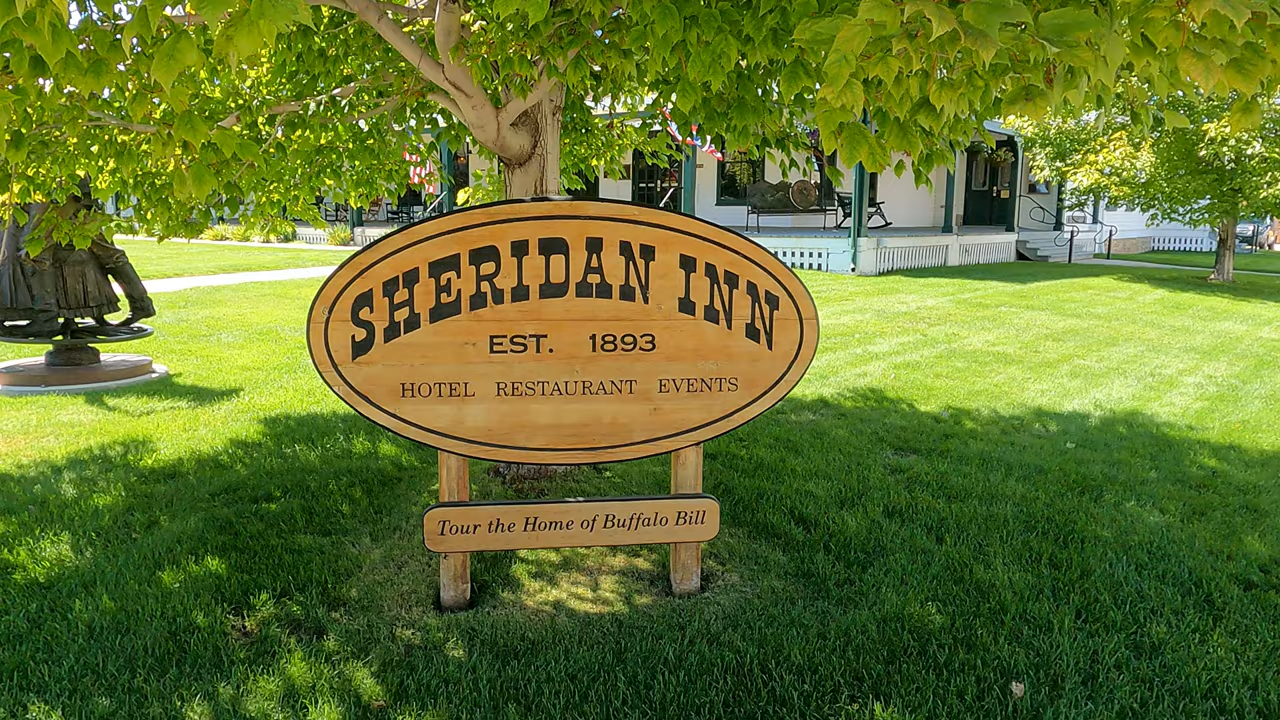 SHERIDAN INN
EST. 1893
HOTEL RESTAURANT EVENTS
Tour the Home of Buffalo Bill